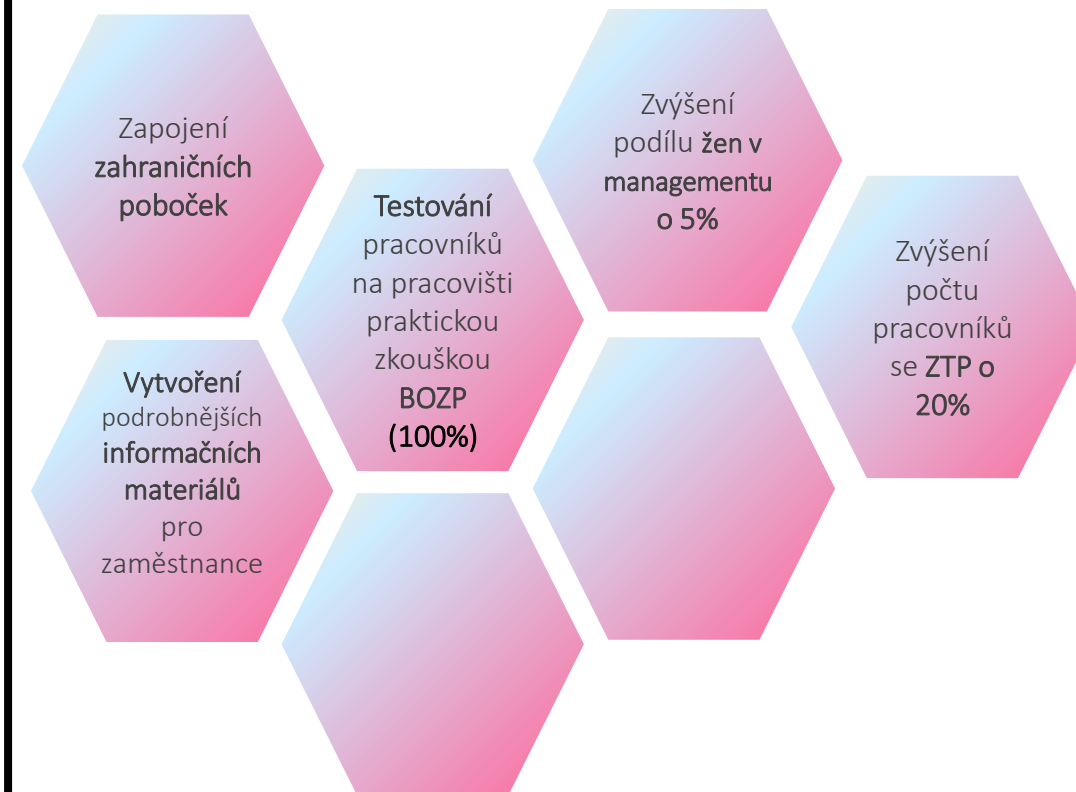 Zapojení
zahraničních
poboček
Testování
pracovníků
na pracovišti
praktickou
zkouškou
BOZP
(100%)
Zvýšení
podílu žen v
managementu
o 5%
Zvýšení
počtu
pracovníků
se ZTP o
20%
Vytvoření
podrobnějších
informačních
materiálů
pro
zaměstnance